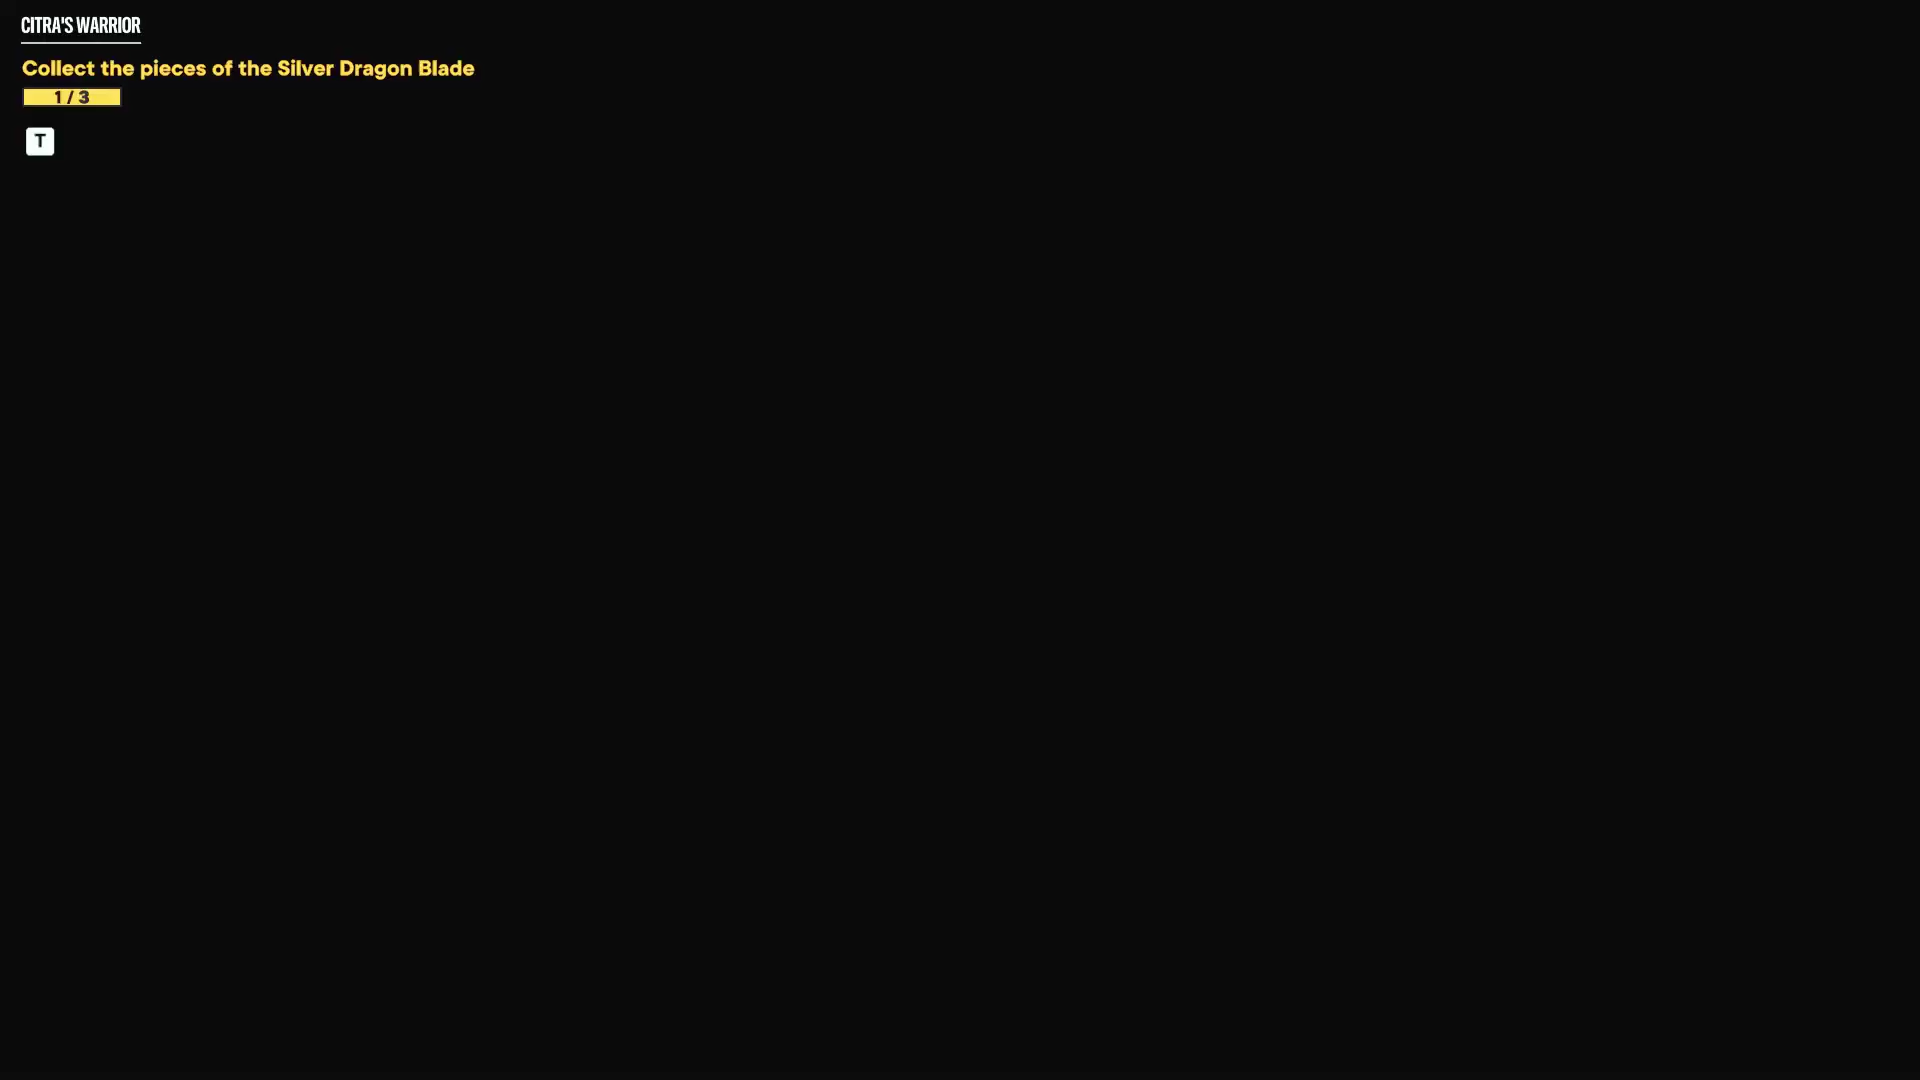 CITRA'S WARRIOR
Collect the pieces of the Silver Dragon Blade
1 / 3
T